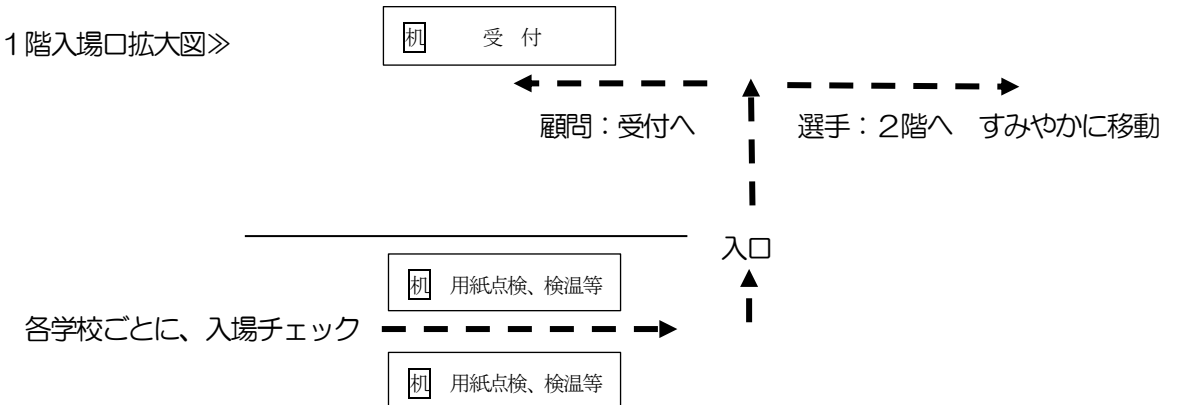 １階入場口拡大図≫
机 受 付
顧問：受付へ
選手：２階へ すみやかに移動
入口
机 用紙点検、検温等
各学校ごとに、入場チェック
机 用紙点検、検温等